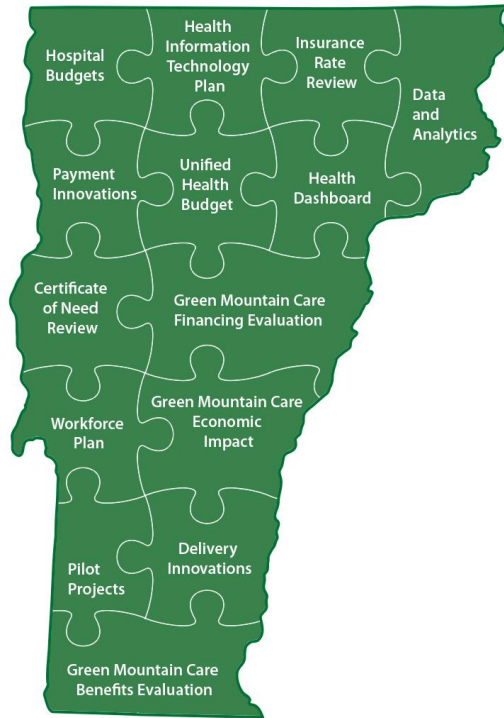 Hospital
Budgets
Health
Information
Technology
Plan
Insurance
Rate
Review
Data
and
Analytics
Payment
Innovations
Unified
Health
Budget
Health
Dashboard
Certificate
of Need
Review
Green Mountain Care
Financing Evaluation
Workforce
Plan
Green Mountain Care
Economic
Impact
Pilot
Projects
Delivery
Innovations
Green Mountain Care
Benefits Evaluation